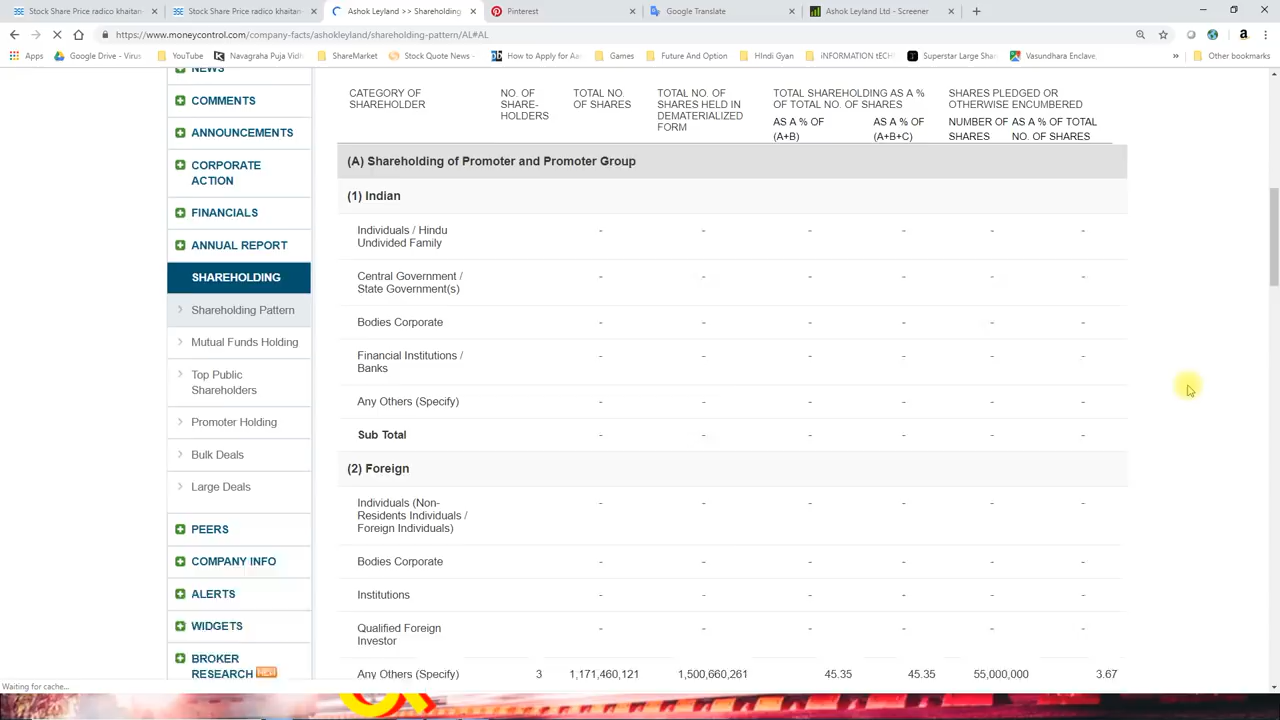 Stock Share Price radico khaitan
Stock Share Price radico khaitan
Ashok Leyland >> Shareholding
Pinterest
Google Translate
Ashok Leyland Ltd - Screener
https://www.moneycontrol.com/company-facts/ashokleyland/shareholding-pattern/AL#AL
Apps
Google Drive - Virus
YouTube
Navagraha Puja Vidh
ShareMarket
Stock Quote News -
How to Apply for Aa
Games
Future And Option
HIndi Gyan
iNFORMATION tECH
Superstar Large Shar
Vasundhara Enclave,
»
Other bookmarks
NEWS
COMMENTS
ANNOUNCEMENTS
CORPORATE
ACTION
FINANCIALS
ANNUAL REPORT
SHAREHOLDING
Shareholding Pattern
Mutual Funds Holding
Top Public
Shareholders
Promoter Holding
Bulk Deals
Large Deals
PEERS
COMPANY INFO
ALERTS
WIDGETS
BROKER
RESEARCH
CATEGORY OF
SHAREHOLDER
NO. OF
SHARE-
HOLDERS
TOTAL NO.
OF SHARES
TOTAL NO. OF
SHARES HELD IN
DEMATERIALIZED
FORM
TOTAL SHAREHOLDING AS A %
OF TOTAL NO. OF SHARES
AS A % OF
(A+B)
AS A % OF
(A+B+C)
SHARES PLEDGED OR
OTHERWISE ENCUMBERED
NUMBER OF
SHARES
AS A % OF TOTAL
NO. OF SHARES
(A) Shareholding of Promoter and Promoter Group
(1) Indian
Individuals / Hindu
Undivided Family
- - - - - -
Central Government /
State Government(s)
- - - - - -
Bodies Corporate - - - - - -
Financial Institutions /
Banks
- - - - - -
Any Others (Specify) - - - - - -
Sub Total - - - - - -
(2) Foreign
Individuals (Non-
Residents Individuals /
Foreign Individuals)
- - - - - -
Bodies Corporate - - - - - -
Institutions - - - - - -
Qualified Foreign
Investor
- - - - - -
Any Others (Specify) 3 1,171,460,121 1,500,660,261 45.35 45.35 55,000,000 3.67
Waiting for cache...